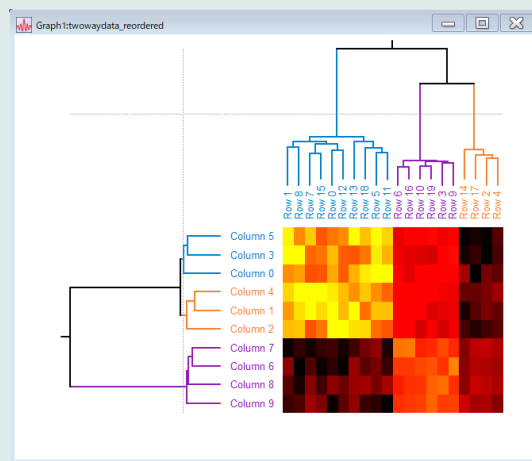 Graph1:twowaydata_reordered
Row 1
Row 8
Row 7
Row 15
Row 0
Row 12
Row 13
Row 18
Row 5
Row 11
Row 6
Row 16
Row 10
Row 19
Row 3
Row 9
Row 14
Row 17
Row 2
Row 4
Column 5
Column 3
Column 0
Column 4
Column 1
Column 2
Column 7
Column 6
Column 8
Column 9